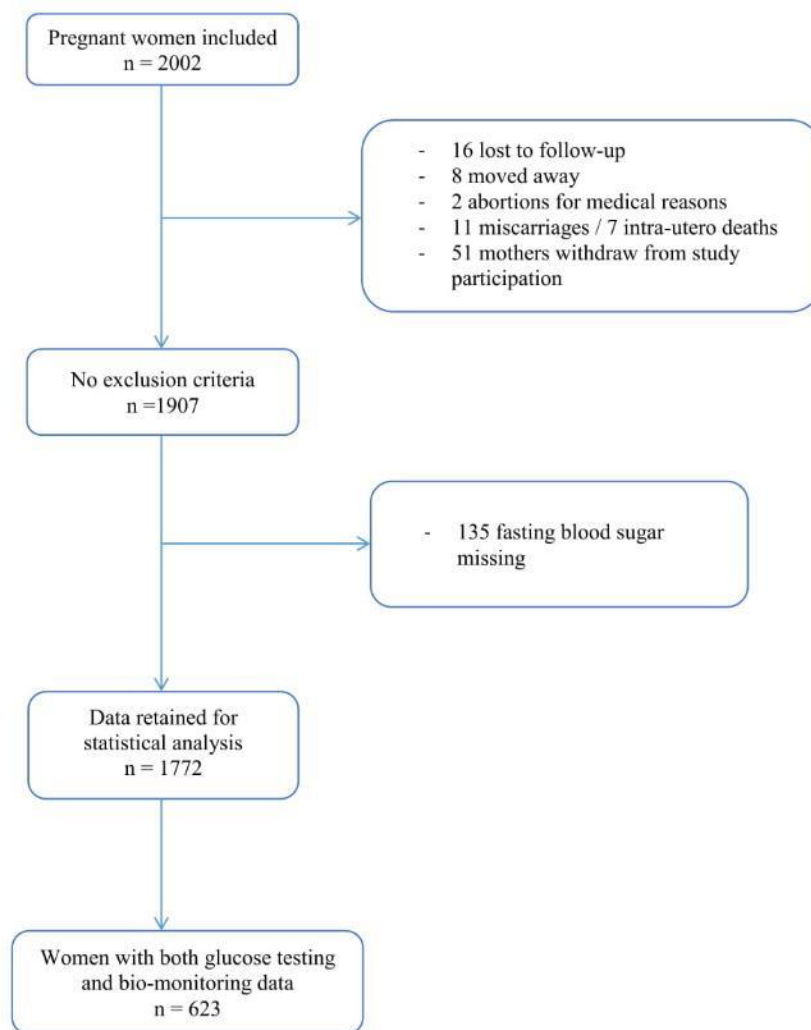 Pregnant women included
n = 2002
- 16 lost to follow-up
- 8 moved away
- 2 abortions for medical reasons
- 11 miscarriages / 7 intra-utero deaths
- 51 mothers withdraw from study
participation
No exclusion criteria
n =1907
- 135 fasting blood sugar
missing
Data retained for
statistical analysis
n = 1772
Women with both glucose testing
and bio-monitoring data
n = 623